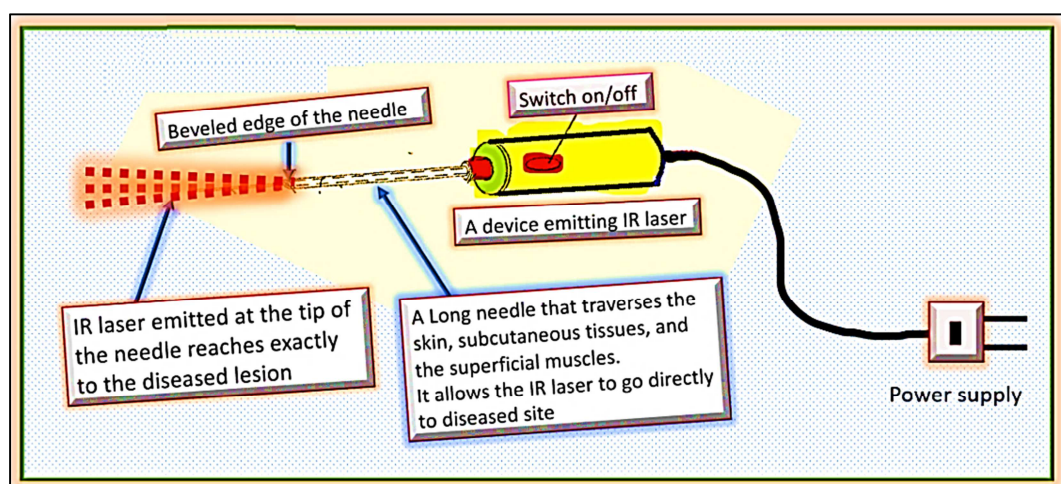 Switch on/off
Beveled edge of the needle
A device emitting IR laser
IR laser emitted at the tip of
the needle reaches exactly
to the diseased lesion
A Long needle that traverses the
skin, subcutaneous tissues, and
the superficial muscles.
It allows the IR laser to go directly
to diseased site
Power supply